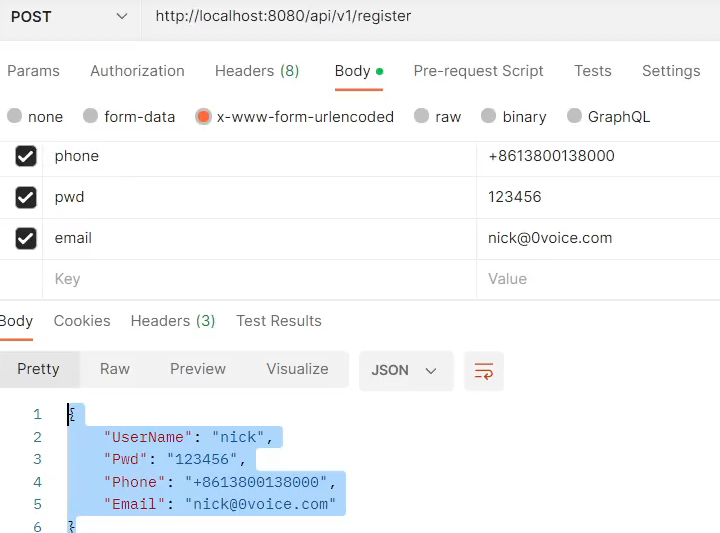 POST http://localhost:8080/api/v1/register
Params Authorization Headers (8) Body Pre-request Script Tests Settings
none form-data x-www-form-urlencoded raw binary GraphQL
phone +8613800138000
pwd 123456
email nick@0voice.com
Key Value
Body Cookies Headers (3) Test Results
Pretty Raw Preview Visualize JSON
1 {
2 "UserName": "nick",
3 "Pwd": "123456",
4 "Phone": "+8613800138000",
5 "Email": "nick@0voice.com"
6 }